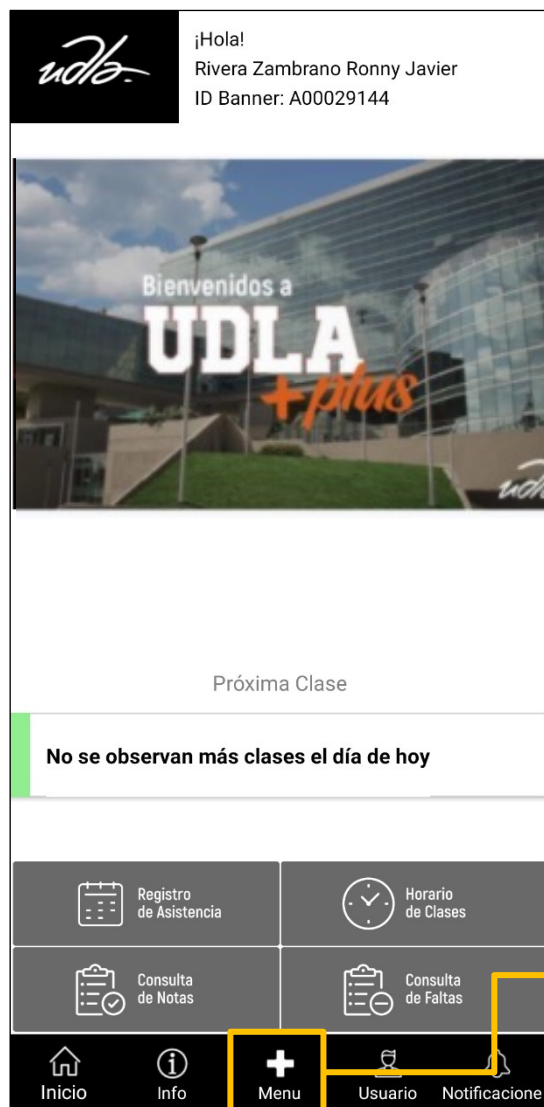 udla
¡Hola!
Rivera Zambrano Ronny Javier
ID Banner: A00029144
Bienvenidos a
UDLA
+plus
udla
Próxima Clase
No se observan más clases el día de hoy
Registro
de Asistencia
Horario
de Clases
Consulta
de Notas
Consulta
de Faltas
Inicio
Info
Menu
Usuario
Notificacione